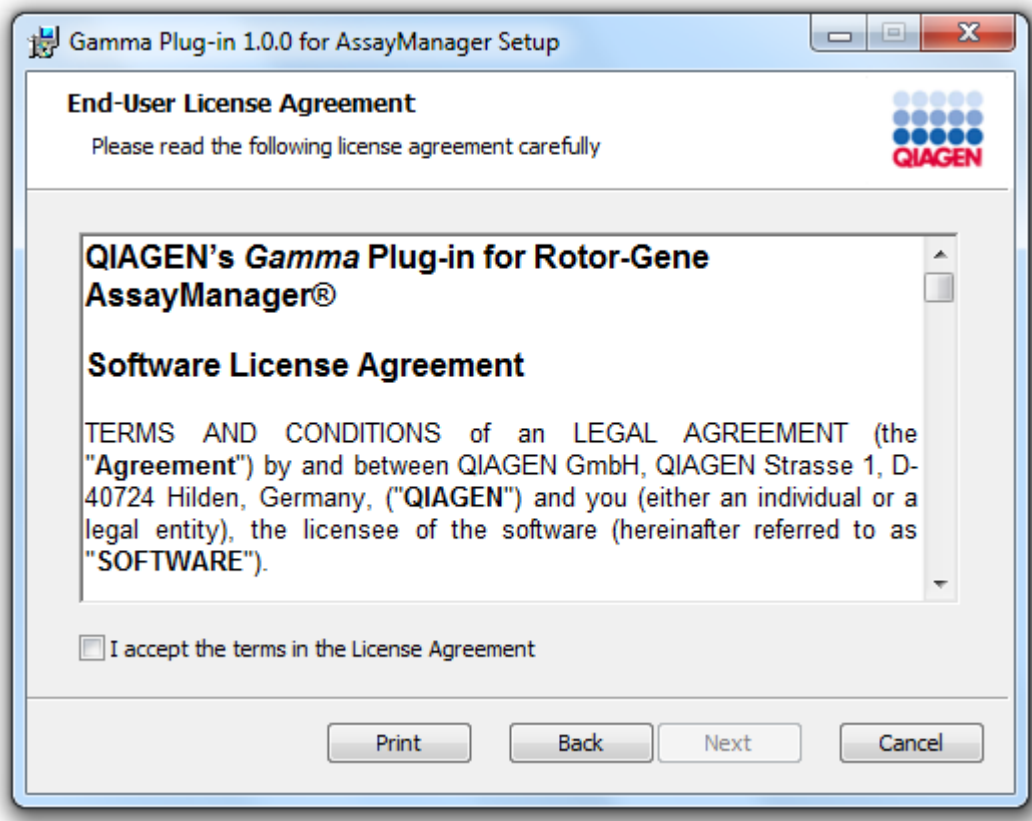 Gamma Plug-in 1.0.0 for AssayManager Setup
End-User License Agreement
Please read the following license agreement carefully
QIAGEN
QIAGEN’s Gamma Plug-in for Rotor-Gene
AssayManager®
Software License Agreement
TERMS AND CONDITIONS of an LEGAL AGREEMENT (the
"Agreement") by and between QIAGEN GmbH, QIAGEN Strasse 1, D-
40724 Hilden, Germany, ("QIAGEN") and you (either an individual or a
legal entity), the licensee of the software (hereinafter referred to as
"SOFTWARE").
I accept the terms in the License Agreement
Print Back Next Cancel